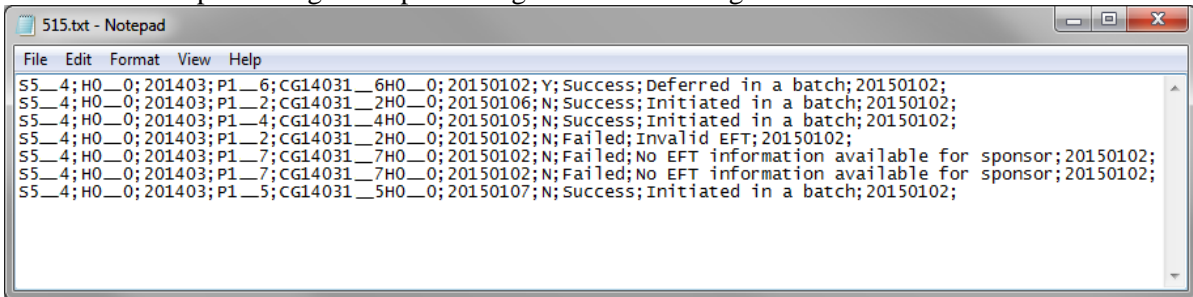 515.txt - Notepad
File Edit Format View Help
S5__4;H0__0;201403;P1__6;CG14031__6H0__0;20150102;Y;Success;Deferred in a batch;20150102;
S5__4;H0__0;201403;P1__2;CG14031__2H0__0;20150106;N;Success;Initiated in a batch;20150102;
S5__4;H0__0;201403;P1__4;CG14031__4H0__0;20150105;N;Success;Initiated in a batch;20150102;
S5__4;H0__0;201403;P1__2;CG14031__2H0__0;20150102;N;Failed;Invalid EFT;20150102;
S5__4;H0__0;201403;P1__7;CG14031__7H0__0;20150102;N;Failed;No EFT information available for sponsor;20150102;
S5__4;H0__0;201403;P1__7;CG14031__7H0__0;20150102;N;Failed;No EFT information available for sponsor;20150102;
S5__4;H0__0;201403;P1__5;CG14031__5H0__0;20150107;N;Success;Initiated in a batch;20150102;